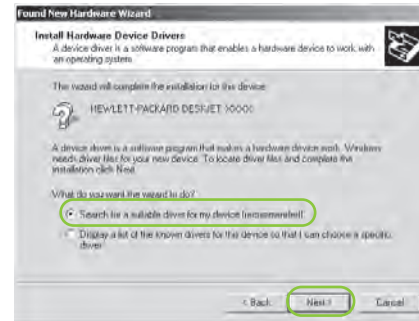 Found New Hardware Wizard
Install Hardware Device Drivers
A device driver is a software program that enables a hardware device to work with
an operating system.
This wizard will complete the installation for this device:
HEWLETT-PACKARD DESKJET XXXXX
A device driver is a software program that makes a hardware device work. Windows
needs driver files for your new device. To locate driver files and complete the
installation click Next.
What do you want the wizard to do?
Search for a suitable driver for my device (recommended)
Display a list of the known drivers for this device so that I can choose a specific
driver
< Back
Next >
Cancel